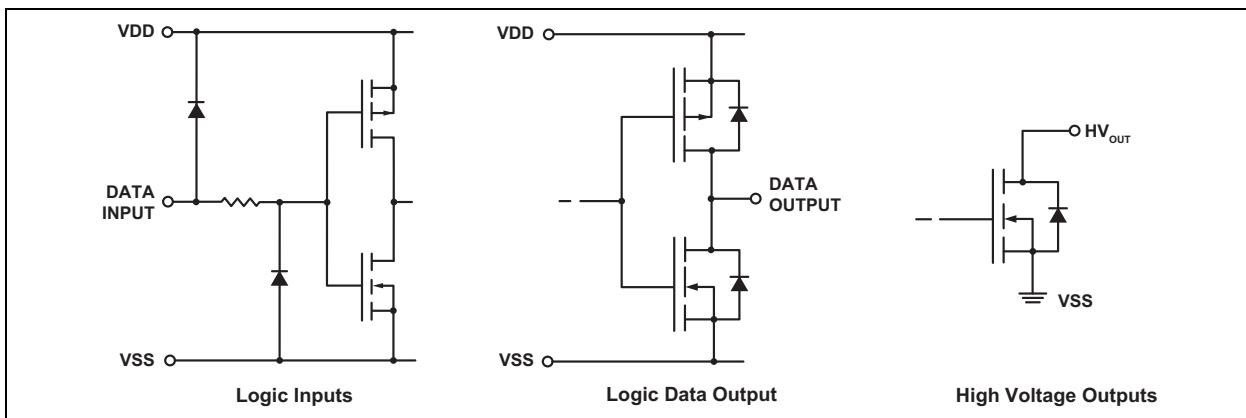 VDD
DATA
INPUT
VSS
Logic Inputs
VDD
DATA
OUTPUT
VSS
Logic Data Output
HVOUT
VSS
High Voltage Outputs